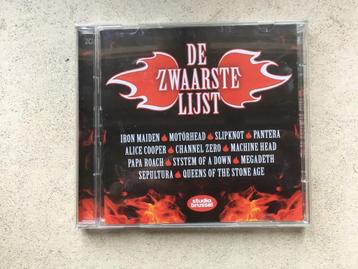 2CD
DE
ZWAARSTE
LIJST
IRON MAIDEN MOTÖRHEAD SLIPKNOT PANTERA
ALICE COOPER CHANNEL ZERO MACHINE HEAD
PAPA ROACH SYSTEM OF A DOWN MEGADETH
SEPULTURA QUEENS OF THE STONE AGE
studio
brussel